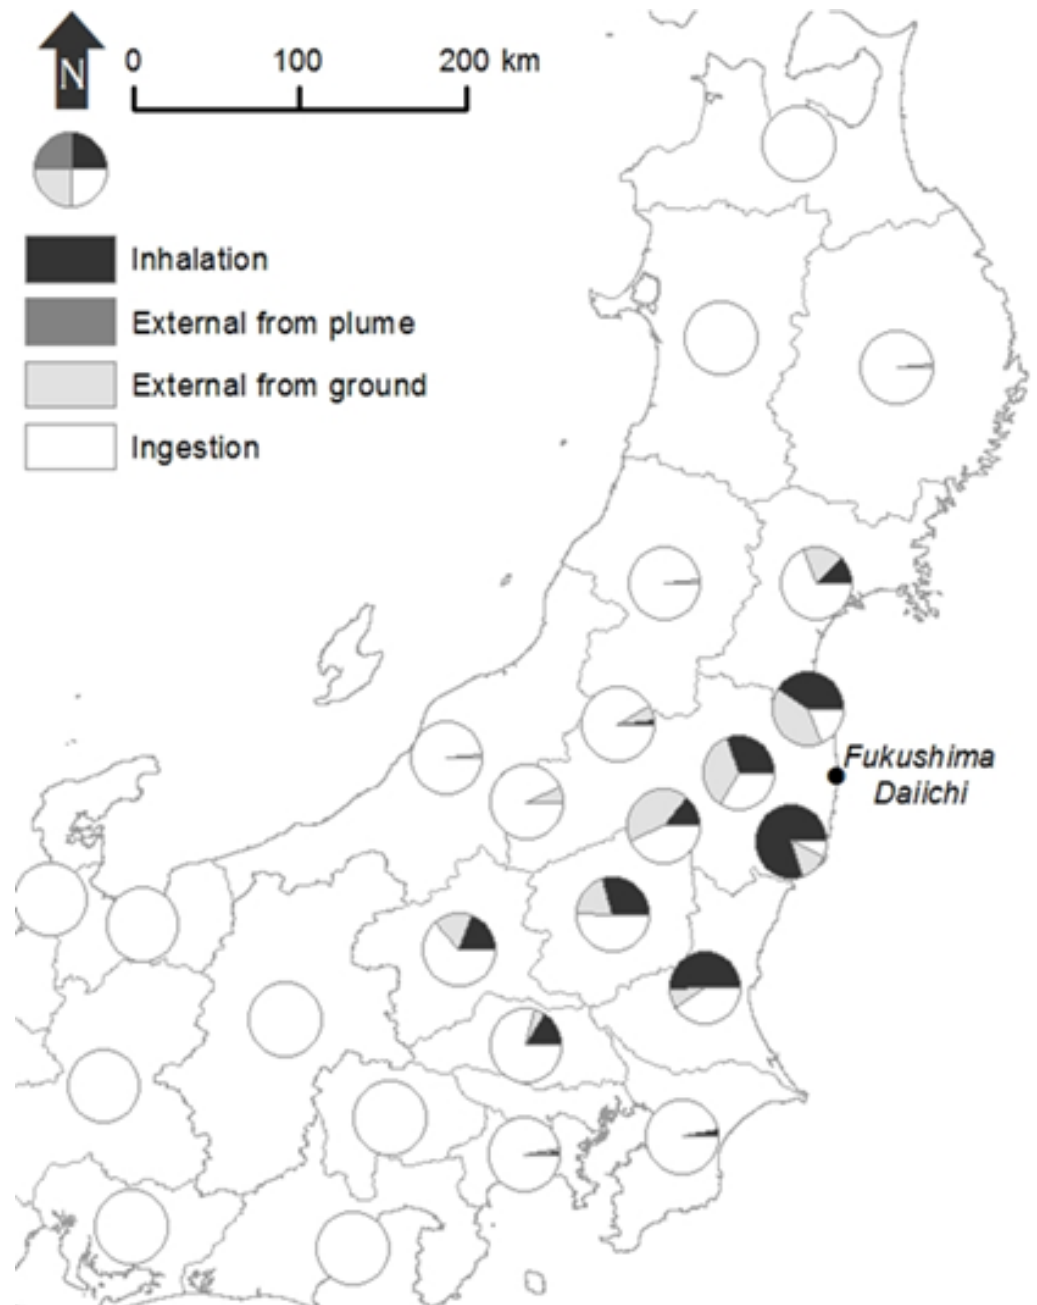 N
0 100 200 km
Inhalation
External from plume
External from ground
Ingestion
Fukushima
Daiichi